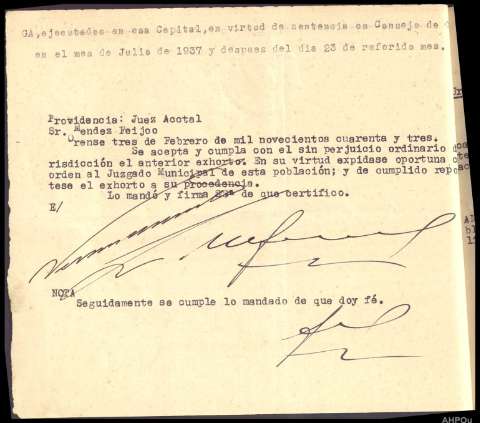 GA, ejecutados en esa Capital, en virtud de sentencia os Consejo de
en el mes de Julio de 1937 y despues del dia 23 de referido mes.
Providencia: Juez Acctal
Sr. Mendez Feijoo
Orense tres de Febrero de mil novecientos cuarenta y tres.
Se acepta y cumpla con el sin perjuicio ordinario
risdicción el anterior exhorto. En su virtud expidase oportuna
orden al Juzgado Municipal de esta población; y de cumplido repo
tese el exhorto a su procedencia.
Lo mandó y firma Sª de que certifico.
E/
NOTA
Seguidamente se cumple lo mandado de que doy fé.
AHPOu